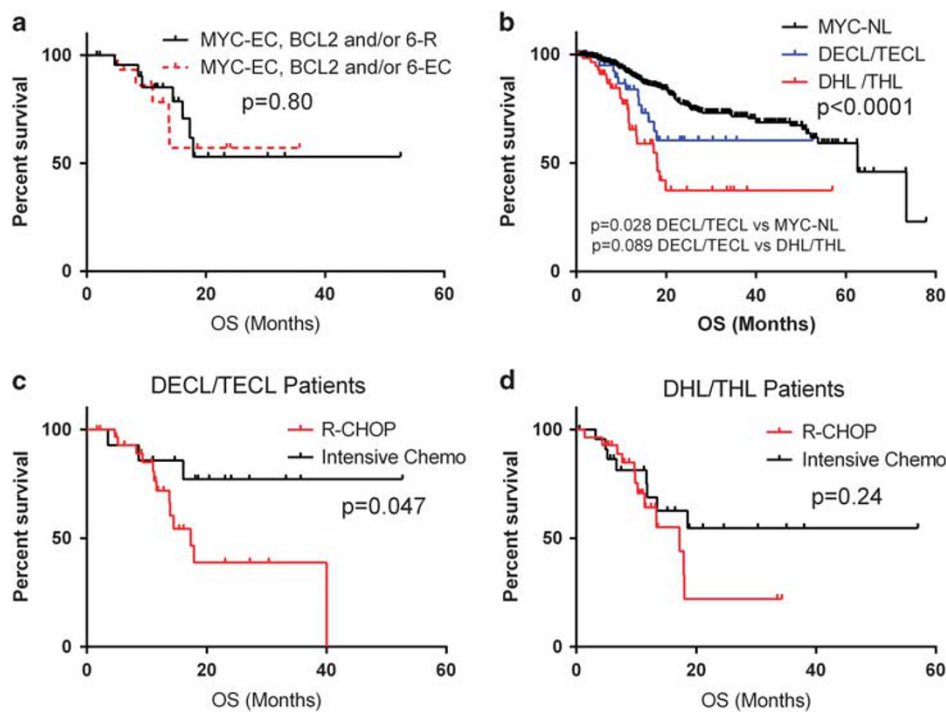 a
MYC-EC, BCL2 and/or 6-R
MYC-EC, BCL2 and/or 6-EC
p=0.80
Percent survival
100
50
0
0 20 40 60
OS (Months)
b
MYC-NL
DECL/TECL
DHL /THL
p<0.0001
Percent survival
100
50
0
p=0.028 DECL/TECL vs MYC-NL
p=0.089 DECL/TECL vs DHL/THL
0 20 40 60 80
OS (Months)
c
DECL/TECL Patients
R-CHOP
Intensive Chemo
p=0.047
Percent survival
100
50
0
0 20 40 60
OS (Months)
d
DHL/THL Patients
R-CHOP
Intensive Chemo
p=0.24
Percent survival
100
50
0
0 20 40 60
OS (Months)